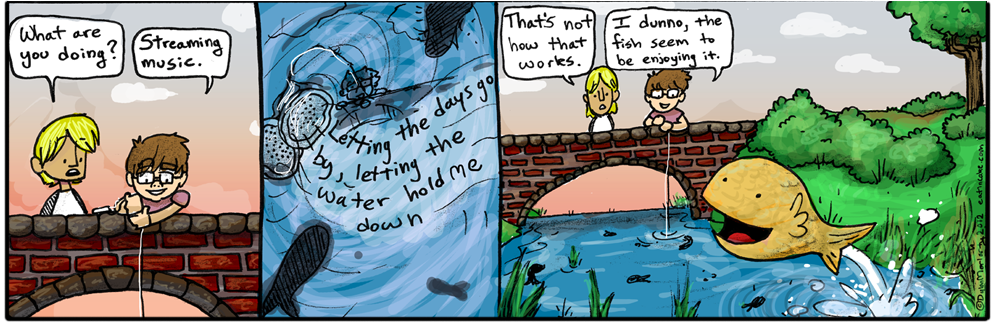 What are
you doing?
Streaming
music.
Letting the days go
by, letting the
water hold me
down
That's not
how that
works.
I dunno, the
fish seem to
be enjoying it.